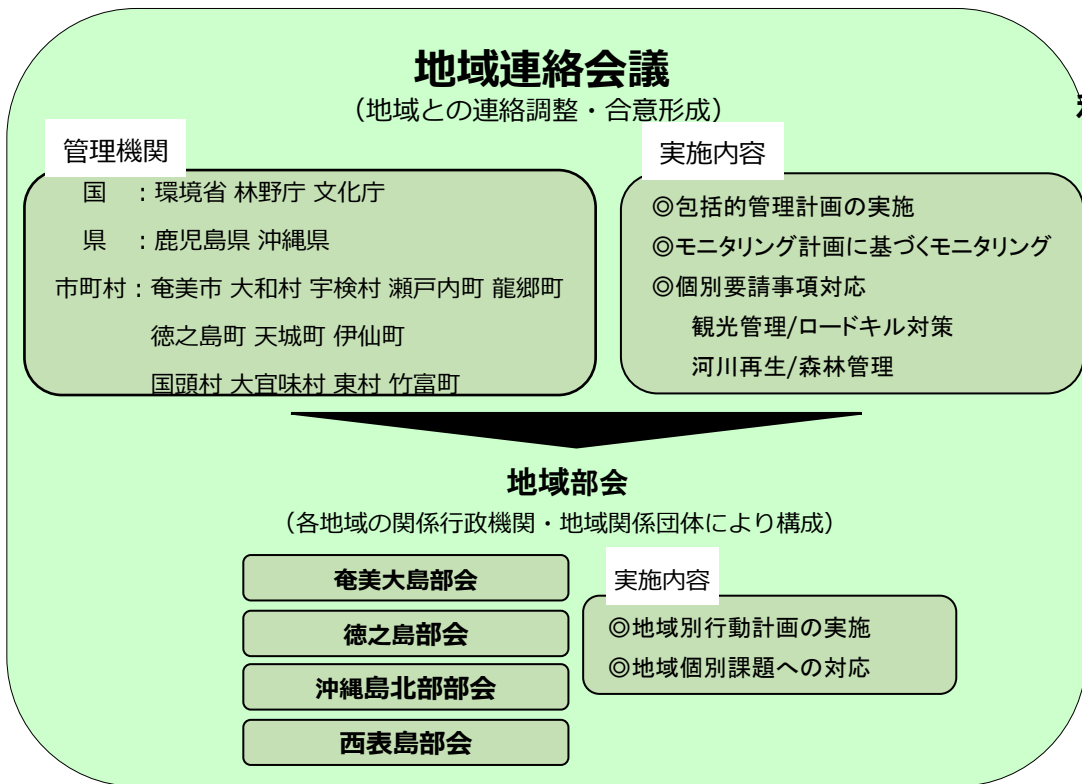 地域連絡会議
（地域との連絡調整・合意形成）
管理機関
国　：環境省 林野庁 文化庁
県　：鹿児島県 沖縄県
市町村：奄美市 大和村 宇検村 瀬戸内町 龍郷町
徳之島町 天城町 伊仙町
国頭村 大宜味村 東村 竹富町
実施内容
◎包括的管理計画の実施
◎モニタリング計画に基づくモニタリング
◎個別要請事項対応
観光管理/ロードキル対策
河川再生/森林管理
地域部会
（各地域の関係行政機関・地域関係団体により構成）
奄美大島部会
徳之島部会
沖縄島北部部会
西表島部会
実施内容
◎地域別行動計画の実施
◎地域個別課題への対応